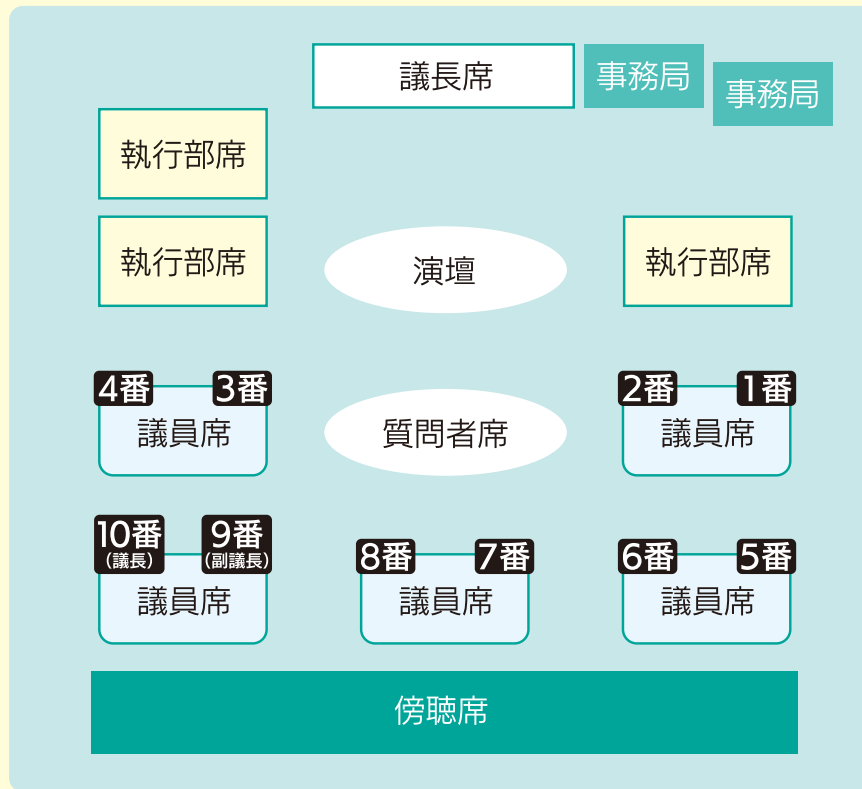 議長席
事務局
事務局
執行部席
執行部席
演壇
執行部席
4番
3番
議員席
質問者席
2番
1番
議員席
10番
(議長)
9番
(副議長)
議員席
8番
7番
議員席
6番
5番
議員席
傍聴席